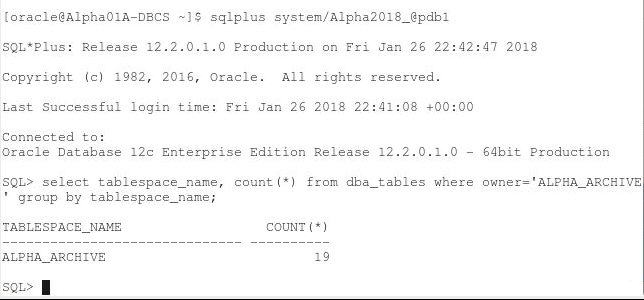 [oracle@Alpha01A-DBCS ~]$ sqlplus system/Alpha2018_@pdb1
SQL*Plus: Release 12.2.0.1.0 Production on Fri Jan 26 22:42:47 2018
Copyright (c) 1982, 2016, Oracle.  All rights reserved.
Last Successful login time: Fri Jan 26 2018 22:41:08 +00:00
Connected to:
Oracle Database 12c Enterprise Edition Release 12.2.0.1.0 - 64bit Production
SQL> select tablespace_name, count(*) from dba_tables where owner='ALPHA_ARCHIVE
' group by tablespace_name;
TABLESPACE_NAME                  COUNT(*)
------------------------------ ----------
ALPHA_ARCHIVE                          19
SQL>